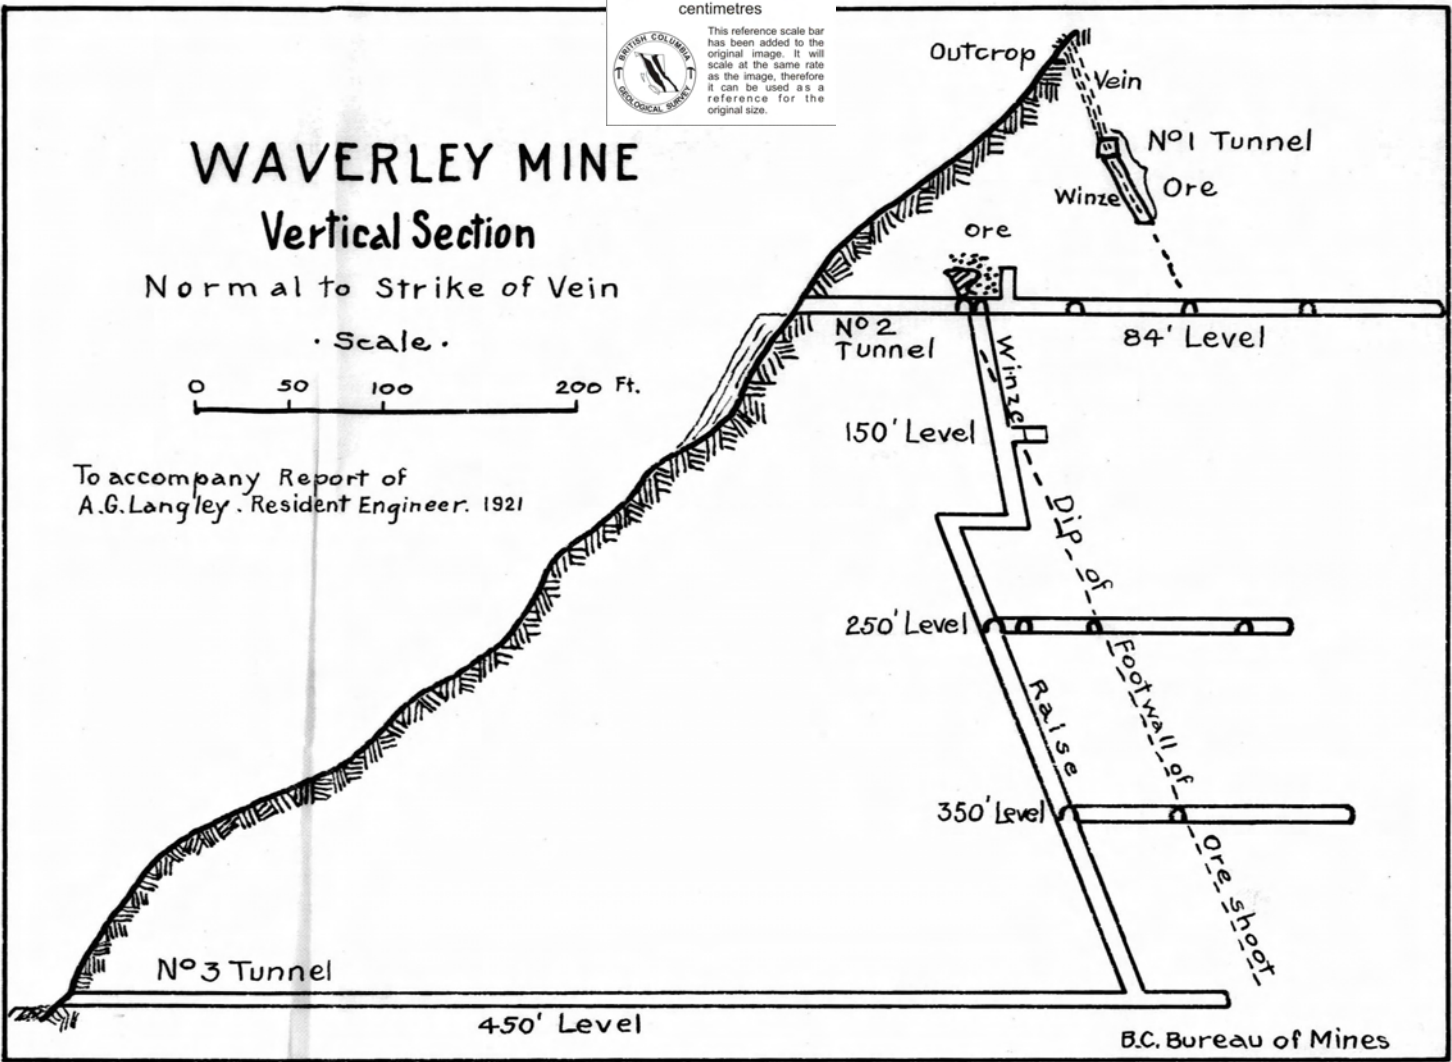 centimetres
This reference scale bar
has been added to the
original image. It will
scale at the same rate
as the image, therefore
it can be used as a
reference for the
original size.
BRITISH COLUMBIA
GEOLOGICAL SURVEY
WAVERLEY MINE
Vertical Section
Normal to Strike of Vein
· Scale ·
0 50 100 200 Ft.
To accompany Report of
A.G. Langley. Resident Engineer. 1921
Outcrop
Vein
Nº1 Tunnel
Ore
Winze
ore
Nº 2
Tunnel
84' Level
Winze
150' Level
Dip of Footwall of Ore shoot
250' Level
Raise
350' Level
Nº 3 Tunnel
450' Level
B.C. Bureau of Mines